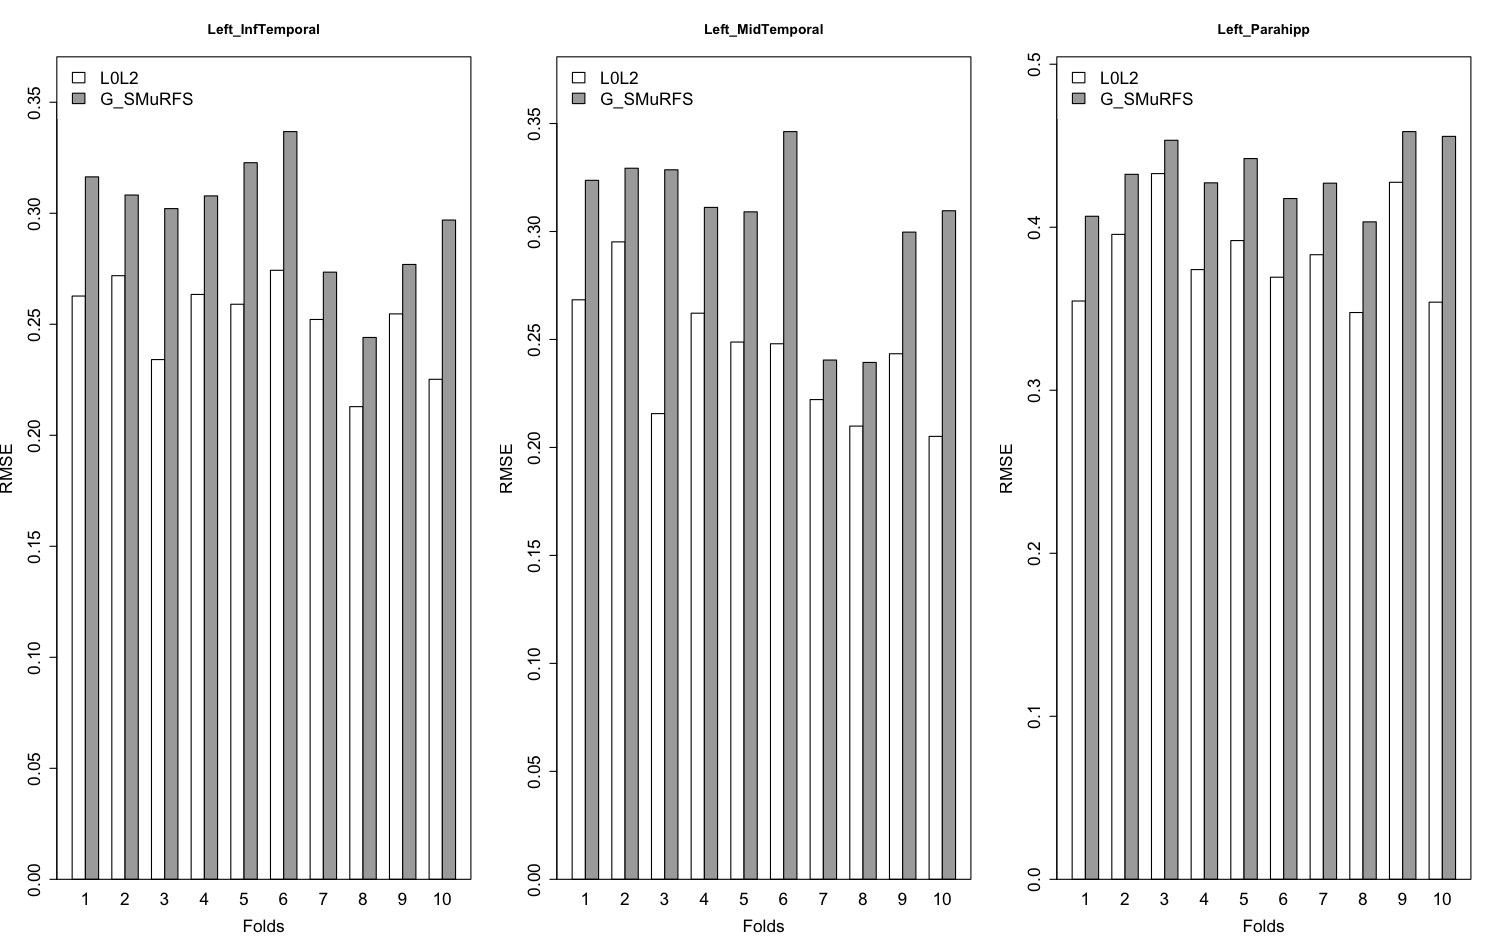 Left_InfTemporal
L0L2
G_SMuRFS
RMSE
0.35
0.30
0.25
0.20
0.15
0.10
0.05
0.00
1 2 3 4 5 6 7 8 9 10
Folds
Left_MidTemporal
L0L2
G_SMuRFS
RMSE
0.35
0.30
0.25
0.20
0.15
0.10
0.05
0.00
1 2 3 4 5 6 7 8 9 10
Folds
Left_Parahipp
L0L2
G_SMuRFS
RMSE
0.5
0.4
0.3
0.2
0.1
0.0
1 2 3 4 5 6 7 8 9 10
Folds